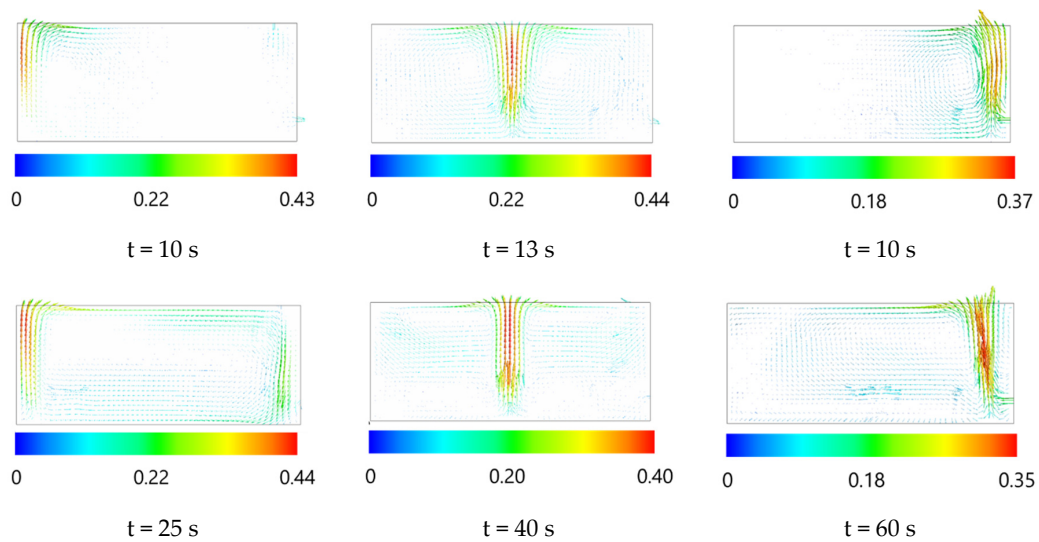 0 0.22 0.43 0 0.22 0.44 0 0.18 0.37
t = 10 s t = 13 s t = 10 s
0 0.22 0.44 0 0.20 0.40 0 0.18 0.35
t = 25 s t = 40 s t = 60 s